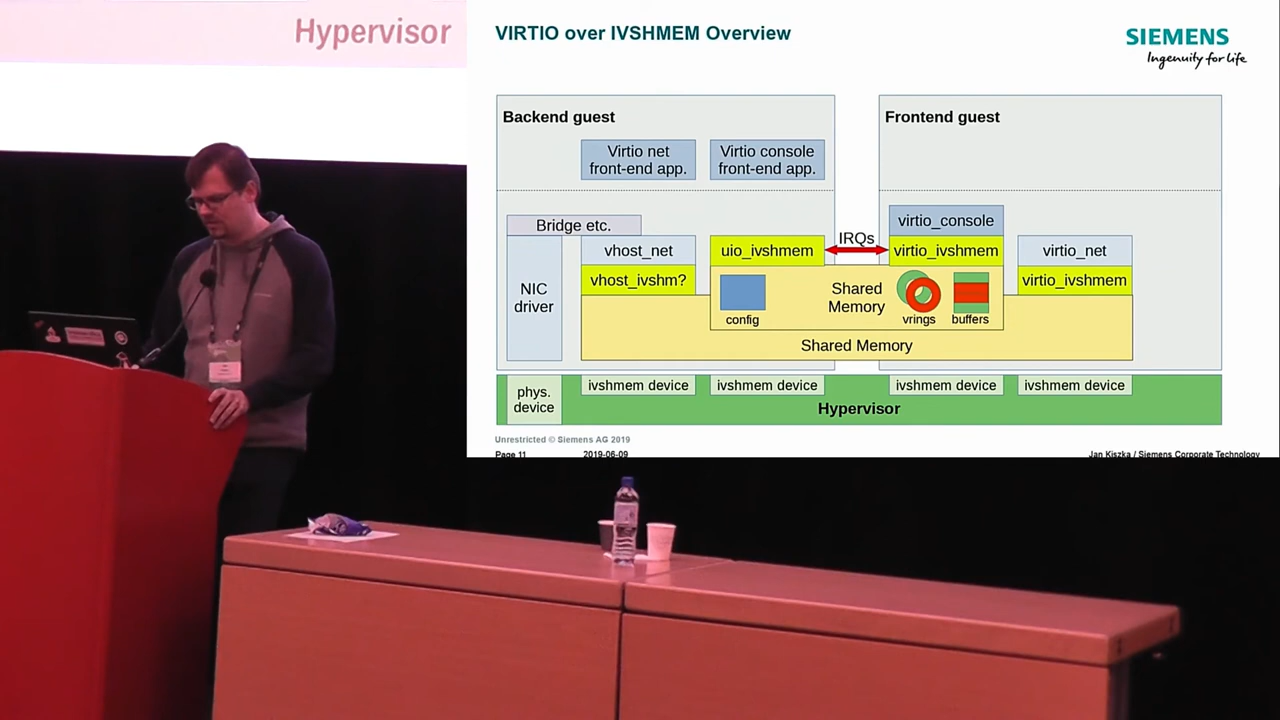 Hypervisor
VIRTIO over IVSHMEM Overview
SIEMENS
Ingenuity for life
Backend guest
Frontend guest
Virtio net
front-end app.
Virtio console
front-end app.
Bridge etc.
NIC
driver
vhost_net
vhost_ivshm?
uio_ivshmem
IRQs
virtio_console
virtio_ivshmem
virtio_net
virtio_ivshmem
config
Shared
Memory
vrings
buffers
Shared Memory
phys.
device
ivshmem device
ivshmem device
ivshmem device
ivshmem device
Hypervisor
Unrestricted © Siemens AG 2019
Page 11
2019-06-09
Jan Kiszka / Siemens Corporate Technology